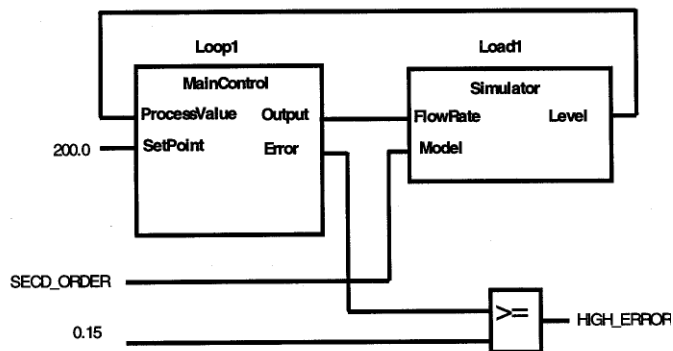 Loop1
Load1
MainControl
Simulator
ProcessValue Output
FlowRate Level
200.0 SetPoint Error
Model
SECD_ORDER
>=
HIGH_ERROR
0.15